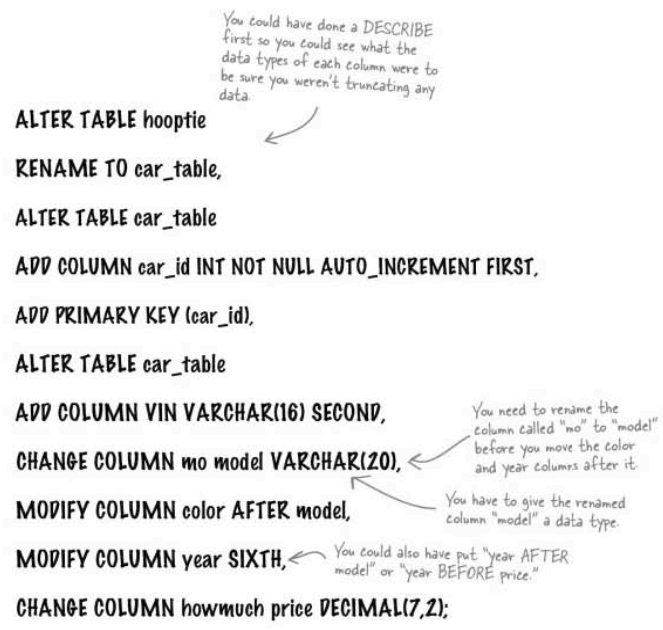 You could have done a DESCRIBE
first so you could see what the
data types of each column were to
be sure you weren't truncating any
data.
ALTER TABLE hooptie
RENAME TO car_table,
ALTER TABLE car_table
ADD COLUMN car_id INT NOT NULL AUTO_INCREMENT FIRST,
ADD PRIMARY KEY (car_id),
ALTER TABLE car_table
ADD COLUMN VIN VARCHAR(16) SECOND,
You need to rename the
column called "mo" to "model"
before you move the color
and year columns after it.
CHANGE COLUMN mo model VARCHAR(20),
You have to give the renamed
column "model" a data type.
MODIFY COLUMN color AFTER model,
MODIFY COLUMN year SIXTH,
You could also have put "year AFTER
model" or "year BEFORE price."
CHANGE COLUMN howmuch price DECIMAL(7,2);